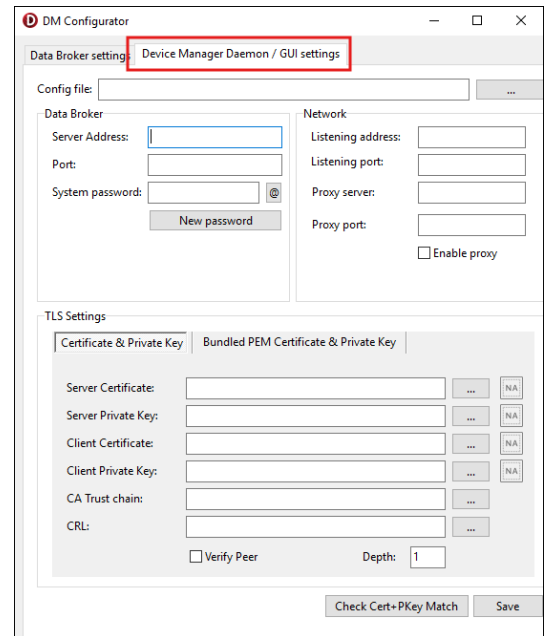 DM Configurator
Data Broker settings
Device Manager Daemon / GUI settings
Config file:
...
Data Broker
Server Address:
Port:
System password:
@
New password
Network
Listening address:
Listening port:
Proxy server:
Proxy port:
Enable proxy
TLS Settings
Certificate & Private Key
Bundled PEM Certificate & Private Key
Server Certificate:
...
NA
Server Private Key:
...
NA
Client Certificate:
...
NA
Client Private Key:
...
NA
CA Trust chain:
...
CRL:
...
Verify Peer
Depth:
1
Check Cert+PKey Match
Save